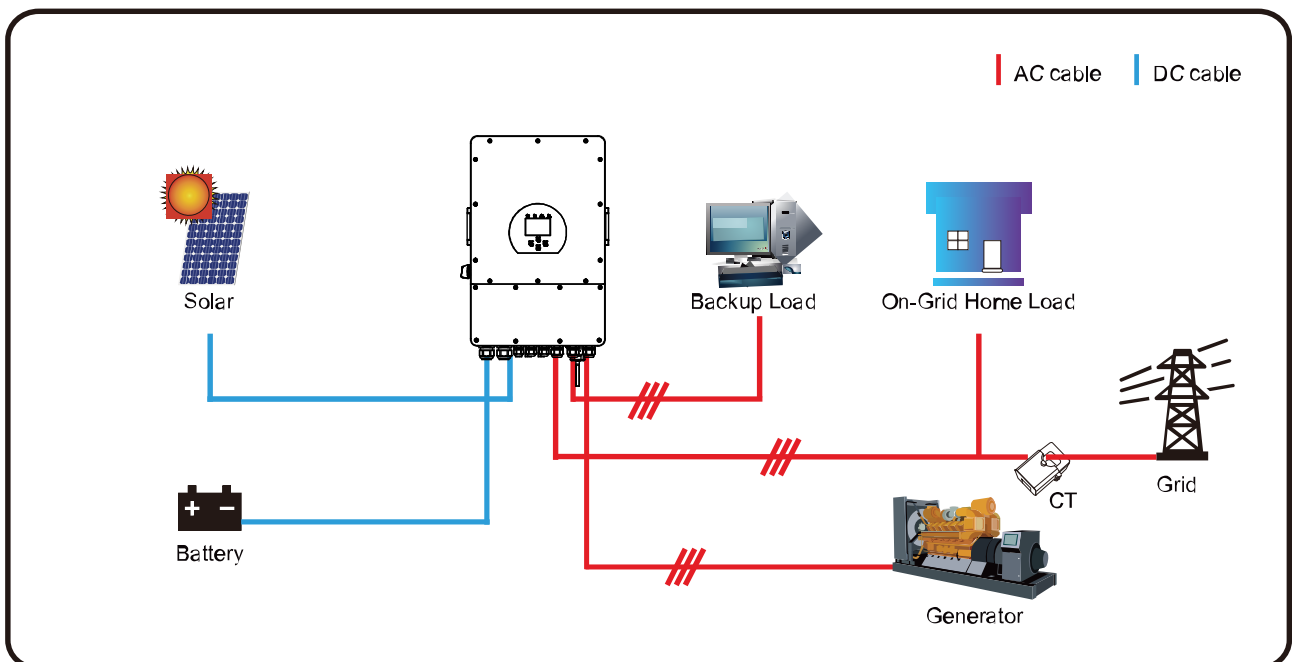 AC cable
DC cable
Solar
Backup Load
On-Grid Home Load
Battery
CT
Grid
Generator